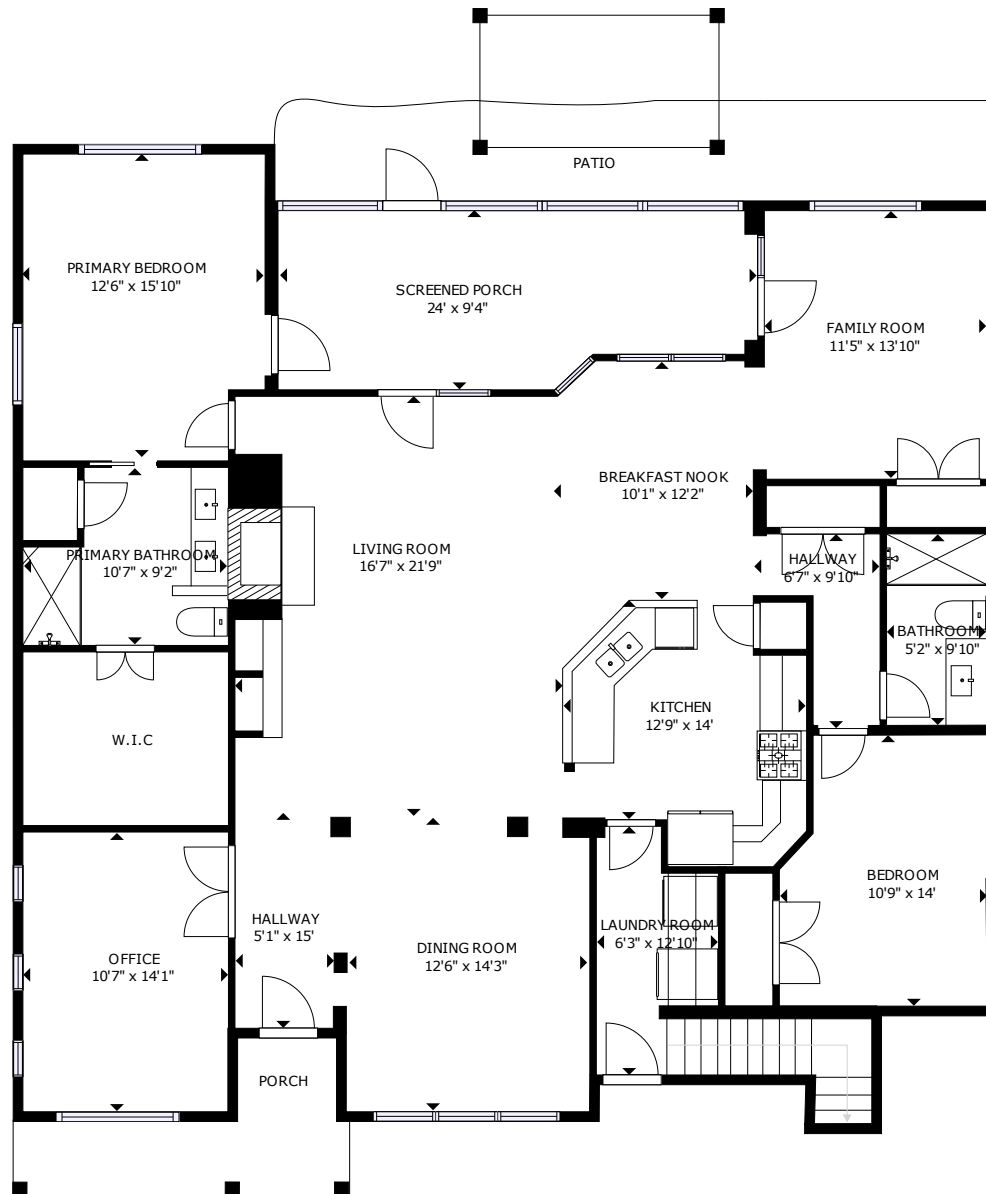 PATIO
PRIMARY BEDROOM
12'6" x 15'10"
SCREENED PORCH
24' x 9'4"
FAMILY ROOM
11'5" x 13'10"
BREAKFAST NOOK
10'1" x 12'2"
PRIMARY BATHROOM
10'7" x 9'2"
LIVING ROOM
16'7" x 21'9"
HALLWAY
6'7" x 9'10"
BATHROOM
5'2" x 9'10"
W.I.C
KITCHEN
12'9" x 14'
BEDROOM
10'9" x 14'
OFFICE
10'7" x 14'1"
HALLWAY
5'1" x 15'
DINING ROOM
12'6" x 14'3"
LAUNDRY ROOM
6'3" x 12'10"
PORCH